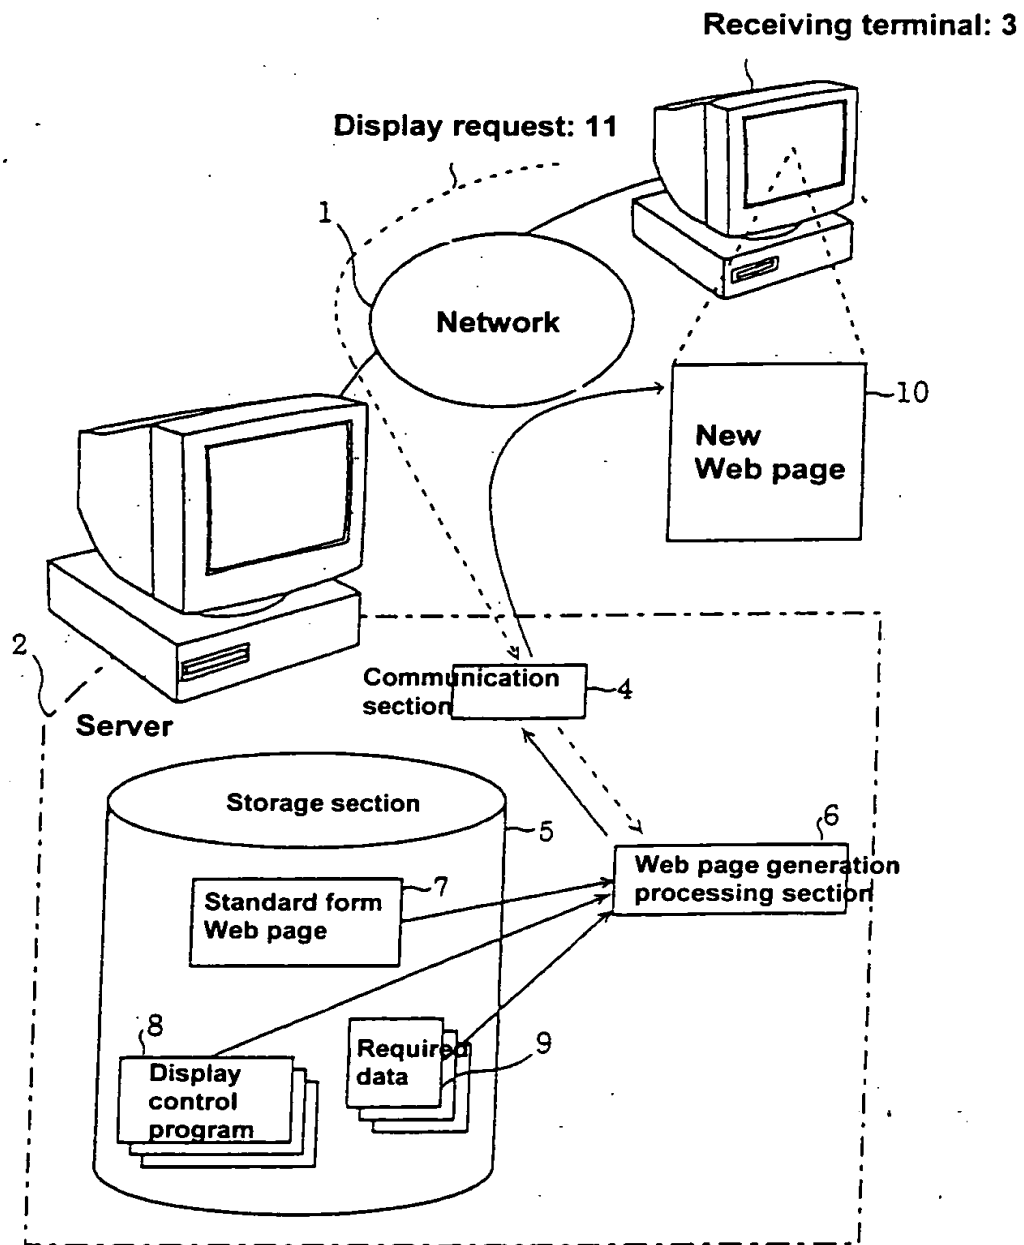 Receiving terminal: 3
Display request: 11
1
Network
10
New
Web page
2
Server
Communication
section
4
Storage section
5
6
Web page generation
processing section
7
Standard form
Web page
8
Display
control
program
Required
data
9